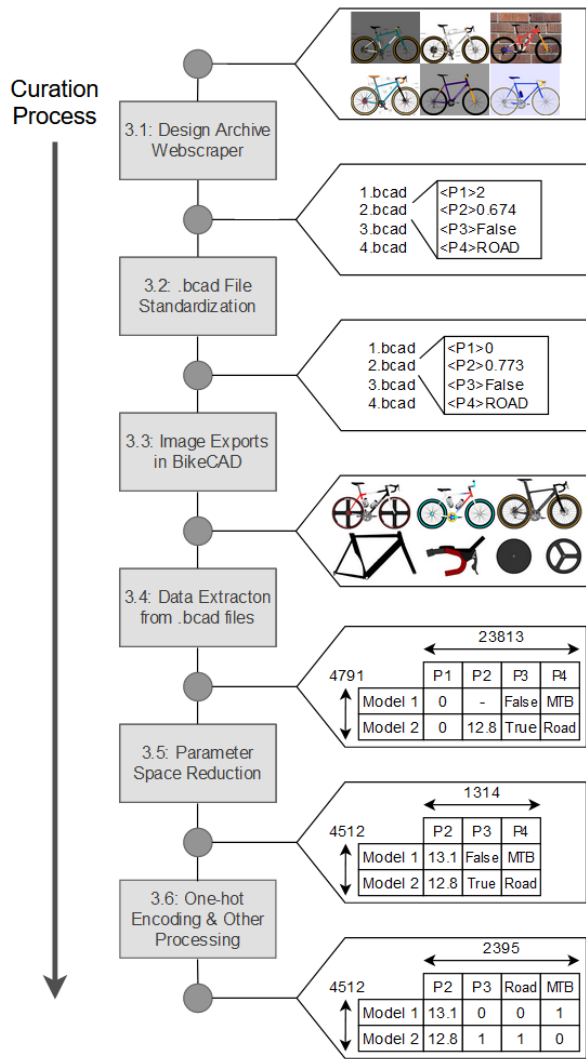 Curation
Process
3.1: Design Archive
Webscraper
1.bcad
2.bcad
3.bcad
4.bcad
<P1>2
<P2>0.674
<P3>False
<P4>ROAD
3.2: .bcad File
Standardization
1.bcad
2.bcad
3.bcad
4.bcad
<P1>0
<P2>0.773
<P3>False
<P4>ROAD
3.3: Image Exports
in BikeCAD
3.4: Data Extracton
from .bcad files
23813
4791
P1 P2 P3 P4
Model 1 0 - False MTB
Model 2 0 12.8 True Road
3.5: Parameter
Space Reduction
1314
4512
P2 P3 P4
Model 1 13.1 False MTB
Model 2 12.8 True Road
3.6: One-hot
Encoding & Other
Processing
2395
4512
P2 P3 Road MTB
Model 1 13.1 0 0 1
Model 2 12.8 1 1 0